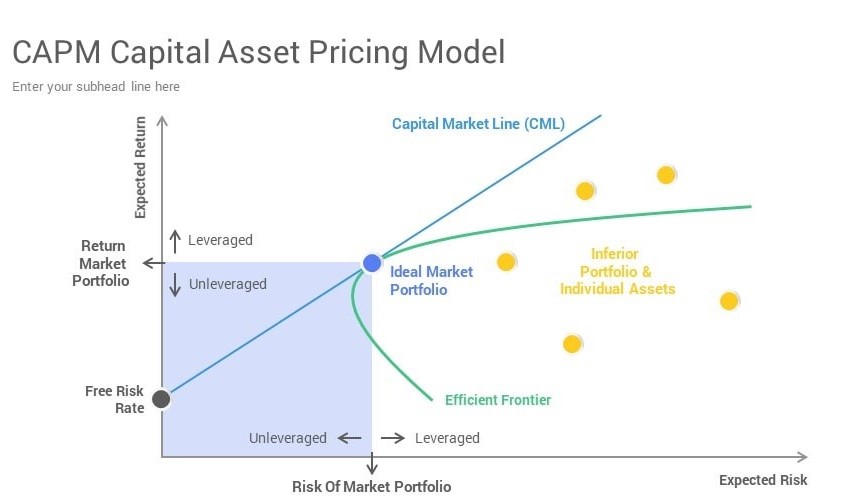 CAPM Capital Asset Pricing Model
Enter your subhead line here
Expected Return
Capital Market Line (CML)
Leveraged
Return
Market
Portfolio
Unleveraged
Ideal Market
Portfolio
Inferior
Portfolio &
Individual Assets
Free Risk
Rate
Efficient Frontier
Unleveraged
Leveraged
Risk Of Market Portfolio
Expected Risk